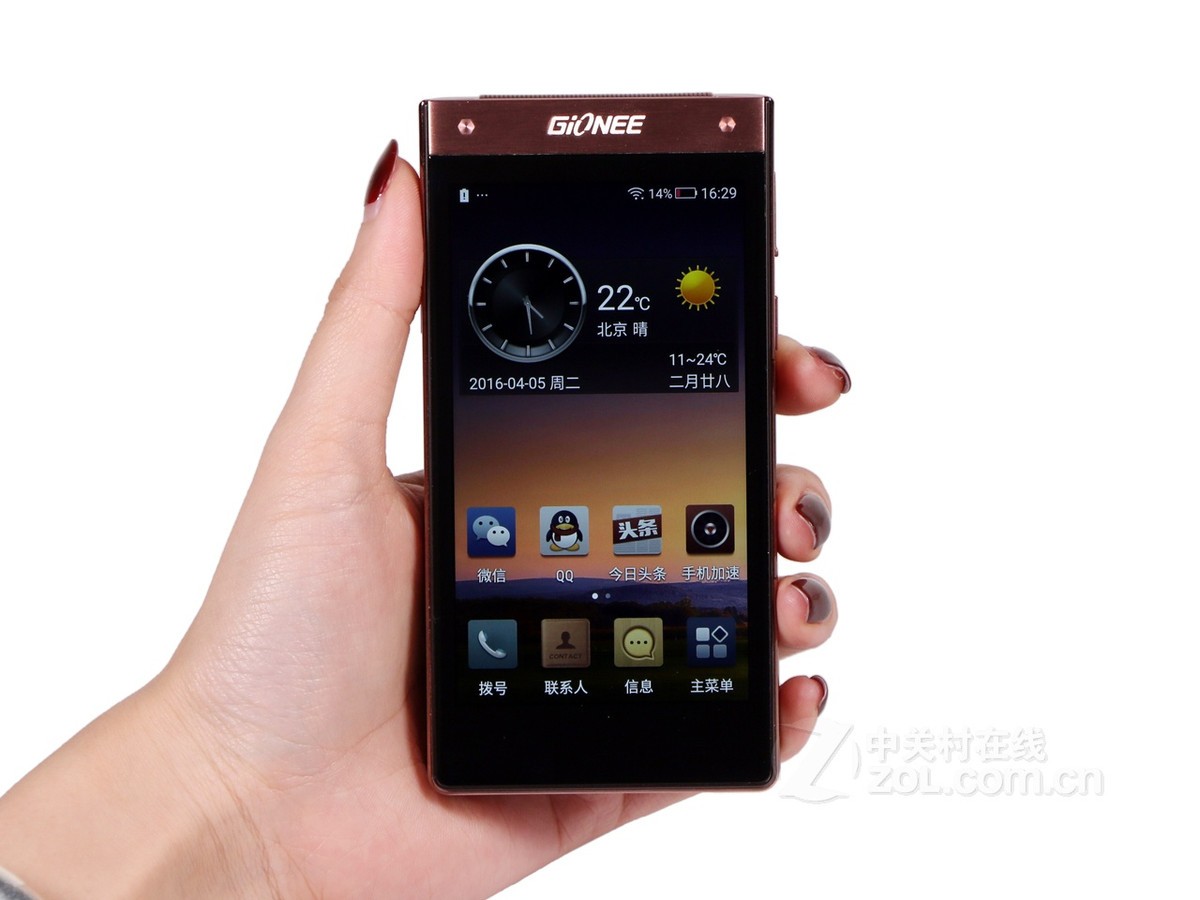 GiONEE
14% 16:29
22℃
北京 晴
11~24℃
2016-04-05 周二 二月廿八
头条
微信 QQ 今日头条 手机加速
CONTACT
拨号 联系人 信息 主菜单
中关村在线
ZOL.com.cn